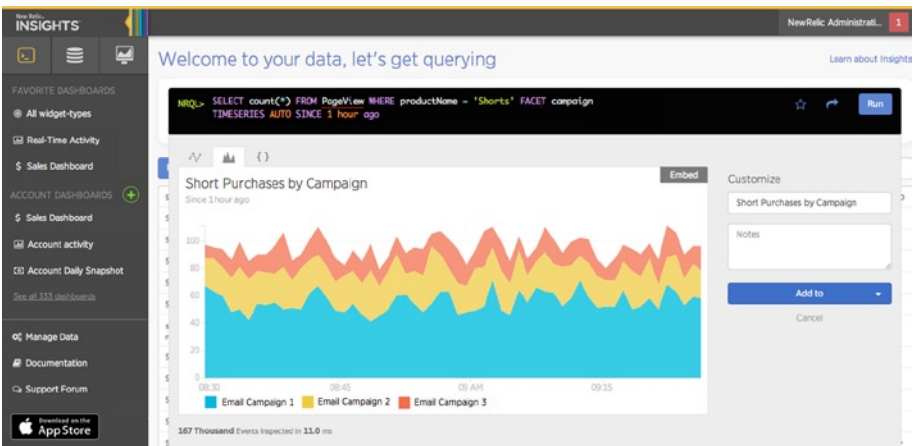 New Relic.
INSIGHTS
NewRelic Administrati... 1
Welcome to your data, let's get querying
Learn about Insights
FAVORITE DASHBOARDS
All widget-types
Real-Time Activity
$ Sales Dashboard
ACCOUNT DASHBOARDS
$ Sales Dashboard
Account activity
Account Daily Snapshot
See all 333 dashboards
Manage Data
Documentation
Support Forum
Download on the
App Store
NRQL> SELECT count(*) FROM PageView WHERE productName = 'Shorts' FACET campaign
TIMESERIES AUTO SINCE 1 hour ago
Run
{}
Short Purchases by Campaign
Embed
Since 1 hour ago
100
80
60
40
20
0
08:30 08:45 09 AM 09:15
Email Campaign 1 Email Campaign 2 Email Campaign 3
167 Thousand Events Inspected in 11.0 ms
Customize
Short Purchases by Campaign
Notes
Add to
Cancel